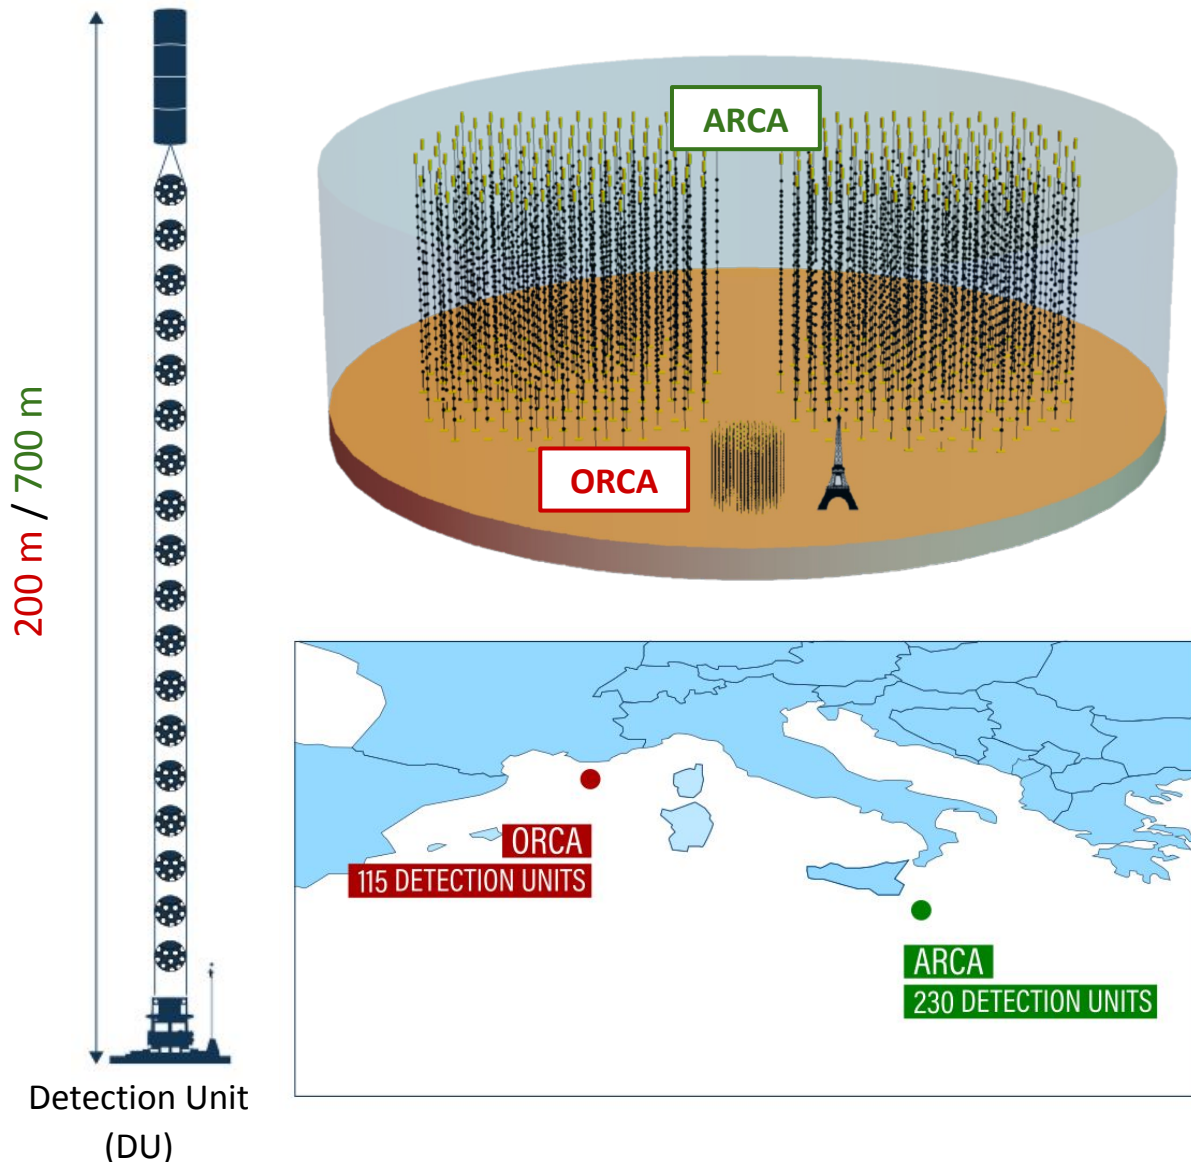 200 m / 700 m
Detection Unit
(DU)
ARCA
ORCA
ORCA
115 DETECTION UNITS
ARCA
230 DETECTION UNITS